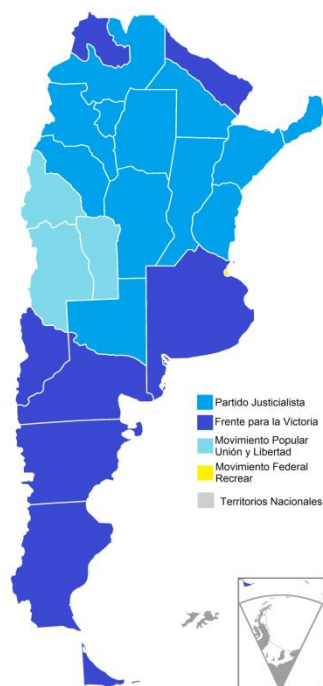 Partido Justicialista
Frente para la Victoria
Movimiento Popular
Unión y Libertad
Movimiento Federal
Recrear
Territorios Nacionales